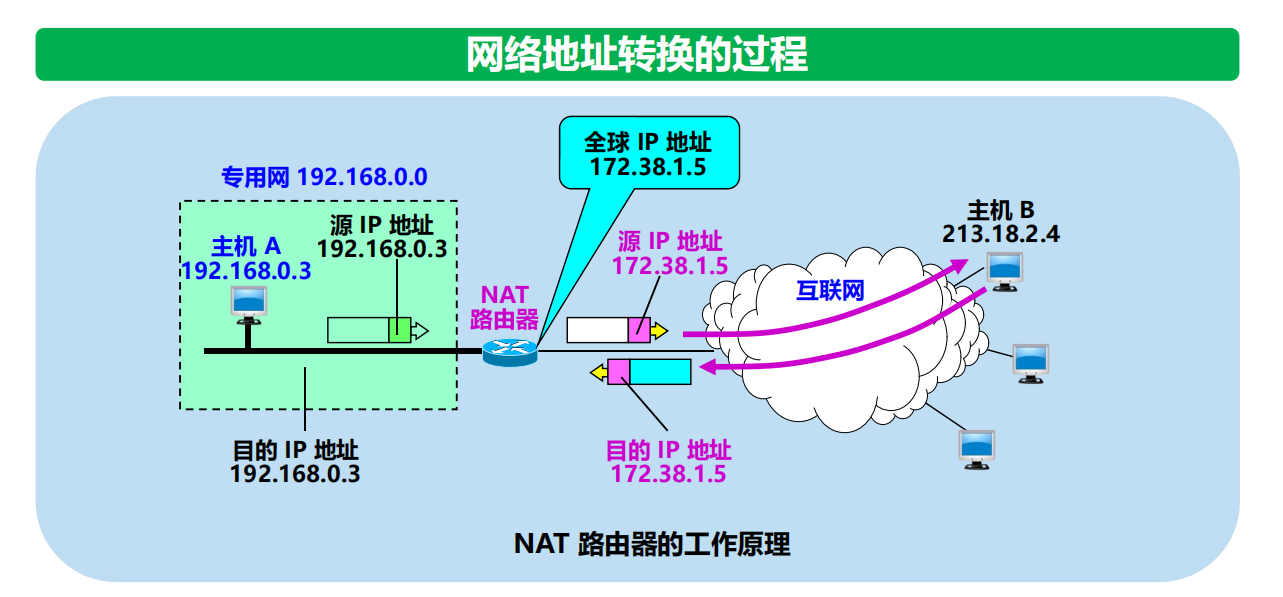 网络地址转换的过程
全球 IP 地址
172.38.1.5
专用网 192.168.0.0
主机 A
192.168.0.3
源 IP 地址
192.168.0.3
NAT
路由器
源 IP 地址
172.38.1.5
互联网
主机 B
213.18.2.4
目的 IP 地址
192.168.0.3
目的 IP 地址
172.38.1.5
NAT 路由器的工作原理